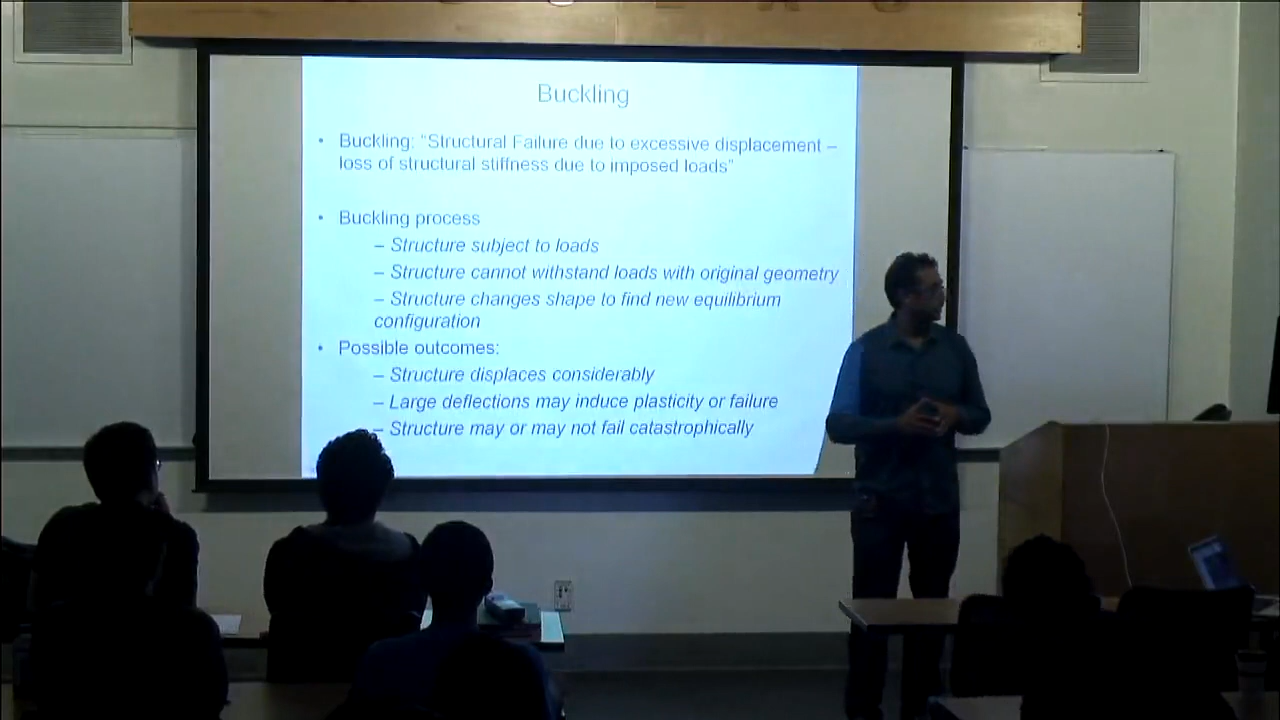 Buckling
• Buckling: “Structural Failure due to excessive displacement –
loss of structural stiffness due to imposed loads”
• Buckling process
– Structure subject to loads
– Structure cannot withstand loads with original geometry
– Structure changes shape to find new equilibrium
configuration
• Possible outcomes:
– Structure displaces considerably
– Large deflections may induce plasticity or failure
– Structure may or may not fail catastrophically